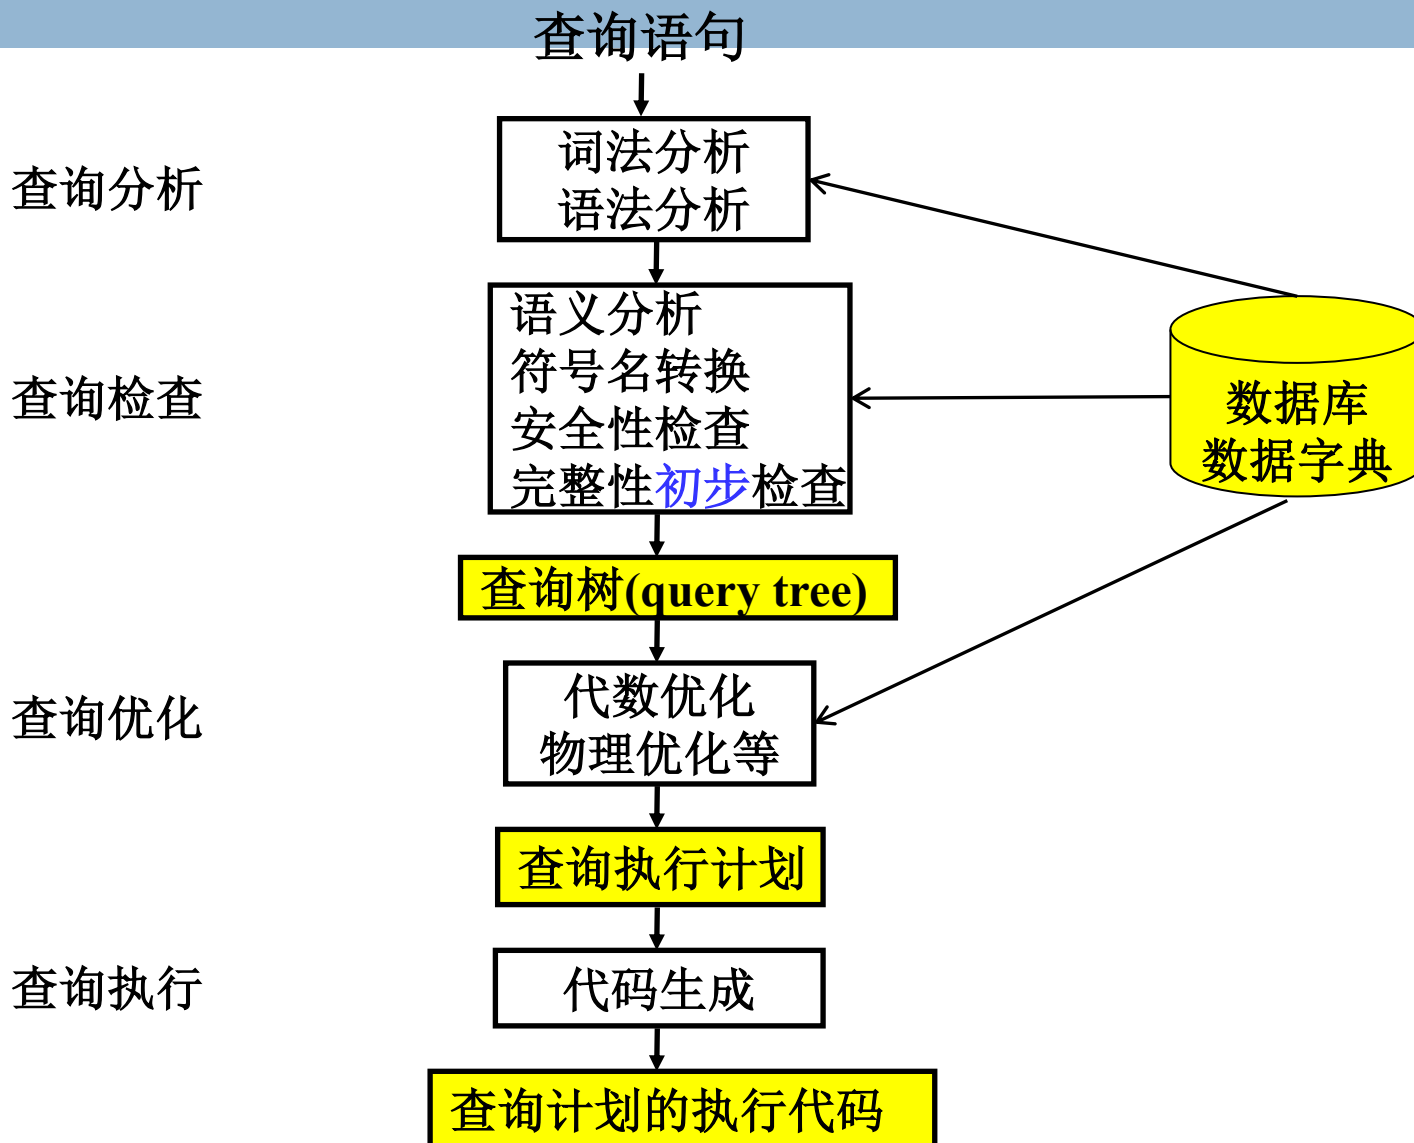 查询语句
查询分析
词法分析
语法分析
查询检查
语义分析
符号名转换
安全性检查
完整性初步检查
数据库
数据字典
查询树(query tree)
查询优化
代数优化
物理优化等
查询执行计划
查询执行
代码生成
查询计划的执行代码